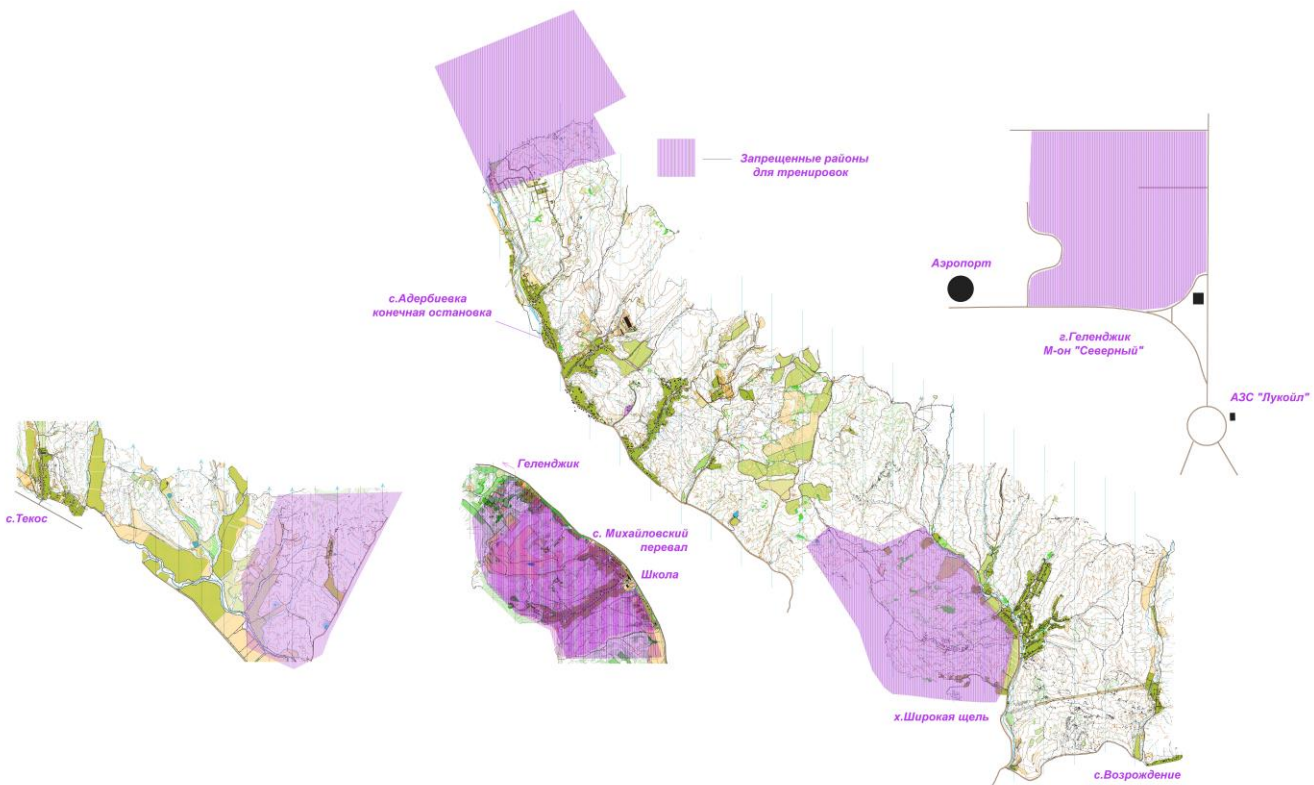 Запрещенные районы
для тренировок
Аэропорт
с.Адербиевка
конечная остановка
г.Геленджик
М-он "Северный"
АЗС "Лукойл"
Геленджик
с.Текос
с. Михайловский
перевал
Школа
х.Широкая щель
с.Возрождение